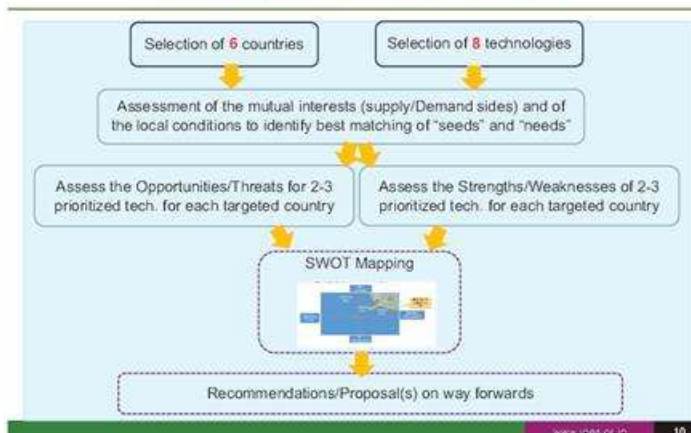 Selection of 6 countries
Selection of 8 technologies
Assessment of the mutual interests (supply/Demand sides) and of
the local conditions to identify best matching of “seeds” and “needs”
Assess the Opportunities/Threats for 2-3
prioritized tech. for each targeted country
Assess the Strengths/Weaknesses of 2-3
prioritized tech. for each targeted country
SWOT Mapping
Recommendations/Proposal(s) on way forwards
10